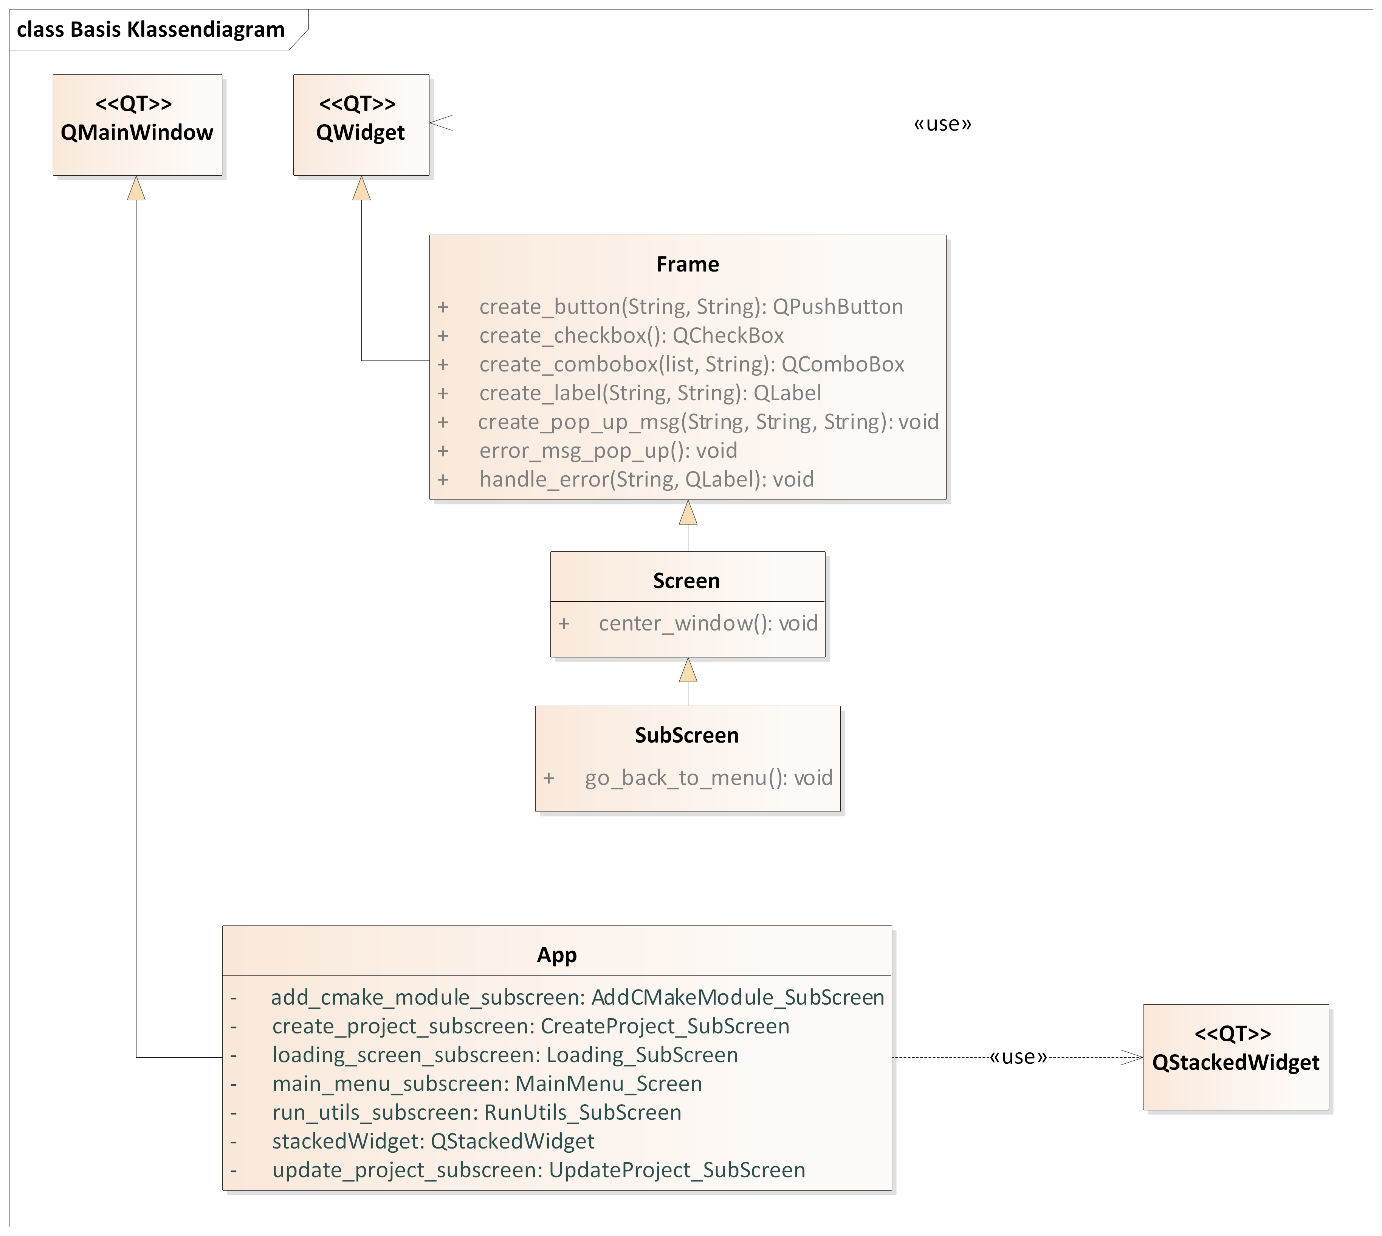 class Basis Klassendiagram
<<QT>>
QMainWindow
<<QT>>
QWidget
«use»
Frame
+ create_button(String, String): QPushButton
+ create_checkbox(): QCheckBox
+ create_combobox(list, String): QComboBox
+ create_label(String, String): QLabel
+ create_pop_up_msg(String, String, String): void
+ error_msg_pop_up(): void
+ handle_error(String, QLabel): void
Screen
+ center_window(): void
SubScreen
+ go_back_to_menu(): void
App
- add_cmake_module_subscreen: AddCMakeModule_SubScreen
- create_project_subscreen: CreateProject_SubScreen
- loading_screen_subscreen: Loading_SubScreen
- main_menu_subscreen: MainMenu_Screen
- run_utils_subscreen: RunUtils_SubScreen
- stackedWidget: QStackedWidget
- update_project_subscreen: UpdateProject_SubScreen
«use»
<<QT>>
QStackedWidget